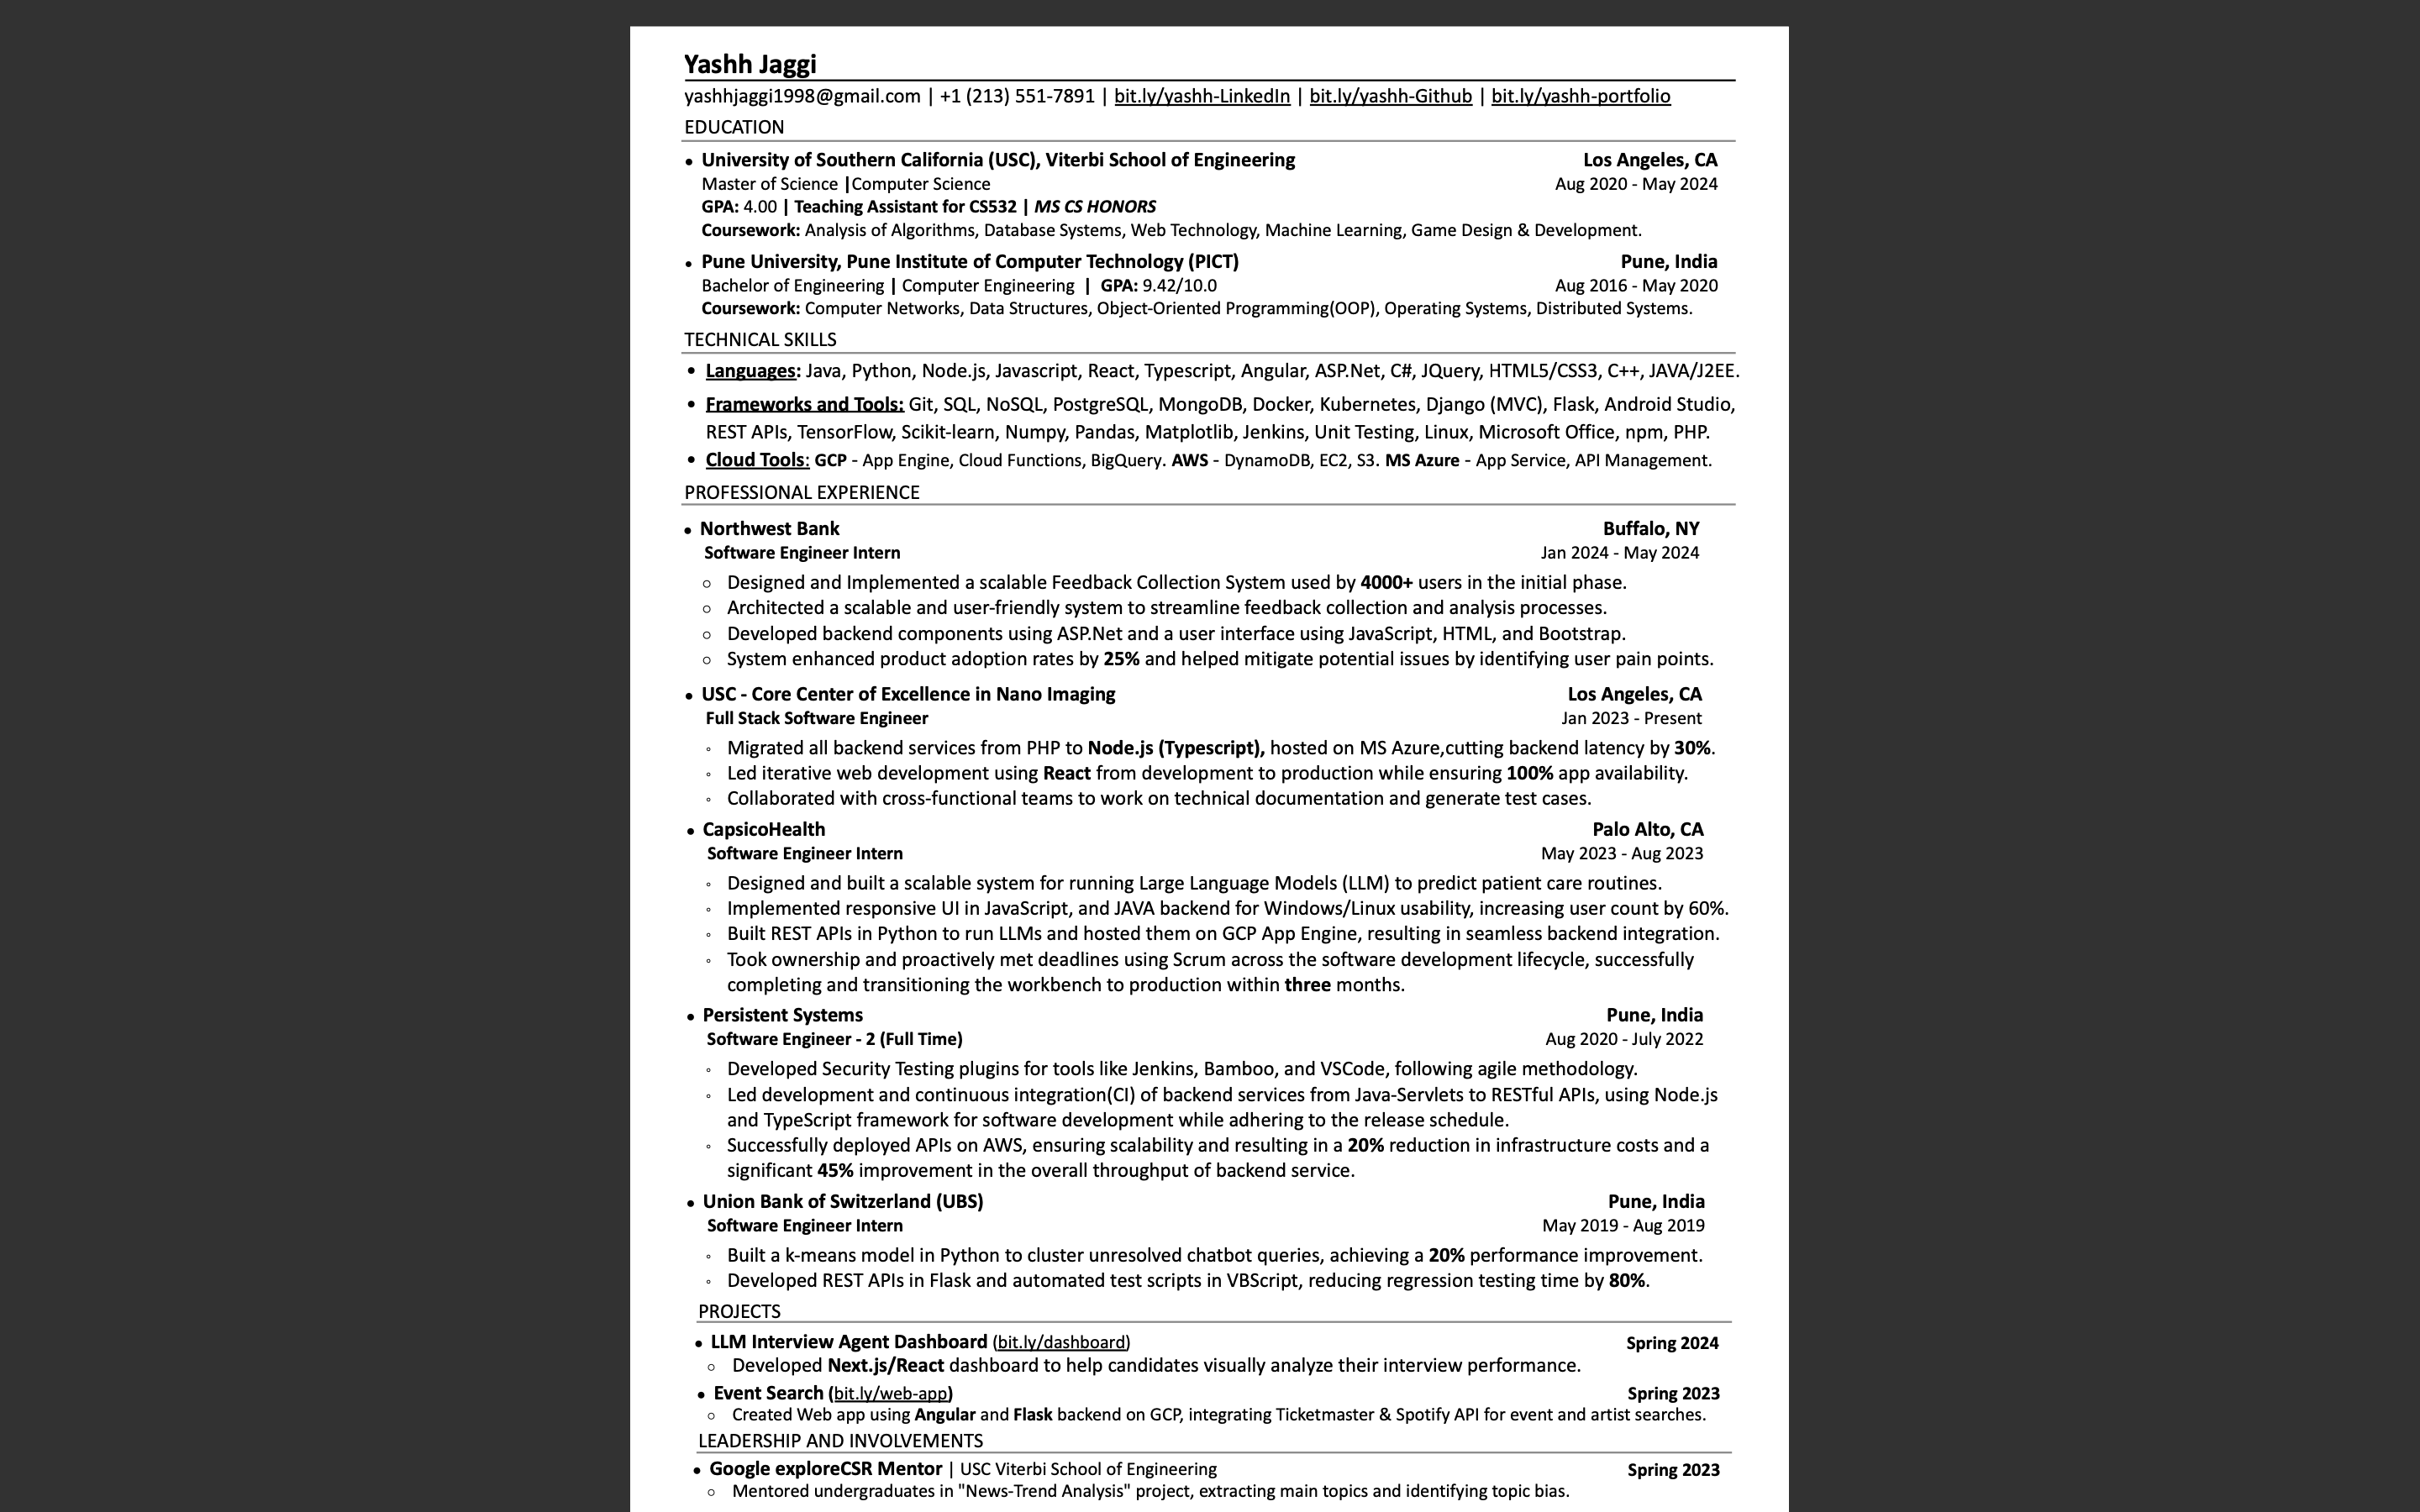 Yashh Jaggi
yashhjaggi1998@gmail.com | +1 (213) 551-7891 | bit.ly/yashh-LinkedIn | bit.ly/yashh-Github | bit.ly/yashh-portfolio
EDUCATION
• University of Southern California (USC), Viterbi School of Engineering Los Angeles, CA
Master of Science |Computer Science Aug 2020 - May 2024
GPA: 4.00 | Teaching Assistant for CS532 | MS CS HONORS
Coursework: Analysis of Algorithms, Database Systems, Web Technology, Machine Learning, Game Design & Development.
• Pune University, Pune Institute of Computer Technology (PICT) Pune, India
Bachelor of Engineering | Computer Engineering | GPA: 9.42/10.0 Aug 2016 - May 2020
Coursework: Computer Networks, Data Structures, Object-Oriented Programming(OOP), Operating Systems, Distributed Systems.
TECHNICAL SKILLS
• Languages: Java, Python, Node.js, Javascript, React, Typescript, Angular, ASP.Net, C#, JQuery, HTML5/CSS3, C++, JAVA/J2EE.
• Frameworks and Tools: Git, SQL, NoSQL, PostgreSQL, MongoDB, Docker, Kubernetes, Django (MVC), Flask, Android Studio,
REST APIs, TensorFlow, Scikit-learn, Numpy, Pandas, Matplotlib, Jenkins, Unit Testing, Linux, Microsoft Office, npm, PHP.
• Cloud Tools: GCP - App Engine, Cloud Functions, BigQuery. AWS - DynamoDB, EC2, S3. MS Azure - App Service, API Management.
PROFESSIONAL EXPERIENCE
• Northwest Bank Buffalo, NY
Software Engineer Intern Jan 2024 - May 2024
○ Designed and Implemented a scalable Feedback Collection System used by 4000+ users in the initial phase.
○ Architected a scalable and user-friendly system to streamline feedback collection and analysis processes.
○ Developed backend components using ASP.Net and a user interface using JavaScript, HTML, and Bootstrap.
○ System enhanced product adoption rates by 25% and helped mitigate potential issues by identifying user pain points.
• USC - Core Center of Excellence in Nano Imaging Los Angeles, CA
Full Stack Software Engineer Jan 2023 - Present
◦ Migrated all backend services from PHP to Node.js (Typescript), hosted on MS Azure,cutting backend latency by 30%.
◦ Led iterative web development using React from development to production while ensuring 100% app availability.
◦ Collaborated with cross-functional teams to work on technical documentation and generate test cases.
• CapsicoHealth Palo Alto, CA
Software Engineer Intern May 2023 - Aug 2023
◦ Designed and built a scalable system for running Large Language Models (LLM) to predict patient care routines.
◦ Implemented responsive UI in JavaScript, and JAVA backend for Windows/Linux usability, increasing user count by 60%.
◦ Built REST APIs in Python to run LLMs and hosted them on GCP App Engine, resulting in seamless backend integration.
◦ Took ownership and proactively met deadlines using Scrum across the software development lifecycle, successfully
completing and transitioning the workbench to production within three months.
• Persistent Systems Pune, India
Software Engineer - 2 (Full Time) Aug 2020 - July 2022
◦ Developed Security Testing plugins for tools like Jenkins, Bamboo, and VSCode, following agile methodology.
◦ Led development and continuous integration(CI) of backend services from Java-Servlets to RESTful APIs, using Node.js
and TypeScript framework for software development while adhering to the release schedule.
◦ Successfully deployed APIs on AWS, ensuring scalability and resulting in a 20% reduction in infrastructure costs and a
significant 45% improvement in the overall throughput of backend service.
• Union Bank of Switzerland (UBS) Pune, India
Software Engineer Intern May 2019 - Aug 2019
◦ Built a k-means model in Python to cluster unresolved chatbot queries, achieving a 20% performance improvement.
◦ Developed REST APIs in Flask and automated test scripts in VBScript, reducing regression testing time by 80%.
PROJECTS
• LLM Interview Agent Dashboard (bit.ly/dashboard) Spring 2024
○ Developed Next.js/React dashboard to help candidates visually analyze their interview performance.
• Event Search (bit.ly/web-app) Spring 2023
○ Created Web app using Angular and Flask backend on GCP, integrating Ticketmaster & Spotify API for event and artist searches.
LEADERSHIP AND INVOLVEMENTS
• Google exploreCSR Mentor | USC Viterbi School of Engineering Spring 2023
○ Mentored undergraduates in "News-Trend Analysis" project, extracting main topics and identifying topic bias.